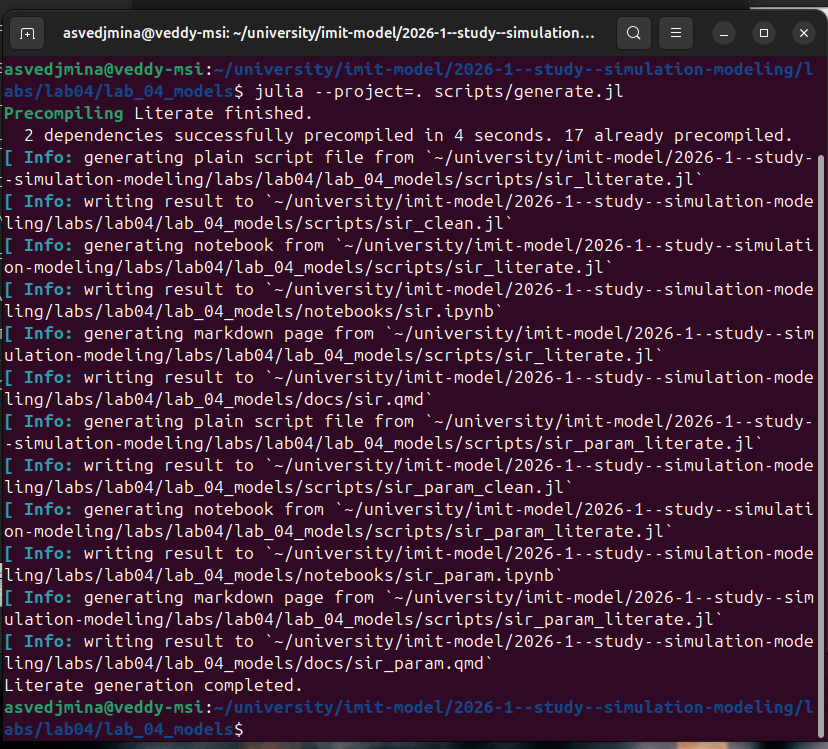 asvedjmina@veddy-msi: ~/university/imit-model/2026-1--study--simulation...
asvedjmina@veddy-msi:~/university/imit-model/2026-1--study--simulation-modeling/l
abs/lab04/lab_04_models$ julia --project=. scripts/generate.jl
Precompiling Literate finished.
  2 dependencies successfully precompiled in 4 seconds. 17 already precompiled.
[ Info: generating plain script file from `~/university/imit-model/2026-1--study-
-simulation-modeling/labs/lab04/lab_04_models/scripts/sir_literate.jl`
[ Info: writing result to `~/university/imit-model/2026-1--study--simulation-mode
ling/labs/lab04/lab_04_models/scripts/sir_clean.jl`
[ Info: generating notebook from `~/university/imit-model/2026-1--study--simulati
on-modeling/labs/lab04/lab_04_models/scripts/sir_literate.jl`
[ Info: writing result to `~/university/imit-model/2026-1--study--simulation-mode
ling/labs/lab04/lab_04_models/notebooks/sir.ipynb`
[ Info: generating markdown page from `~/university/imit-model/2026-1--study--sim
ulation-modeling/labs/lab04/lab_04_models/scripts/sir_literate.jl`
[ Info: writing result to `~/university/imit-model/2026-1--study--simulation-mode
ling/labs/lab04/lab_04_models/docs/sir.qmd`
[ Info: generating plain script file from `~/university/imit-model/2026-1--study-
-simulation-modeling/labs/lab04/lab_04_models/scripts/sir_param_literate.jl`
[ Info: writing result to `~/university/imit-model/2026-1--study--simulation-mode
ling/labs/lab04/lab_04_models/scripts/sir_param_clean.jl`
[ Info: generating notebook from `~/university/imit-model/2026-1--study--simulati
on-modeling/labs/lab04/lab_04_models/scripts/sir_param_literate.jl`
[ Info: writing result to `~/university/imit-model/2026-1--study--simulation-mode
ling/labs/lab04/lab_04_models/notebooks/sir_param.ipynb`
[ Info: generating markdown page from `~/university/imit-model/2026-1--study--sim
ulation-modeling/labs/lab04/lab_04_models/scripts/sir_param_literate.jl`
[ Info: writing result to `~/university/imit-model/2026-1--study--simulation-mode
ling/labs/lab04/lab_04_models/docs/sir_param.qmd`
Literate generation completed.
asvedjmina@veddy-msi:~/university/imit-model/2026-1--study--simulation-modeling/l
abs/lab04/lab_04_models$